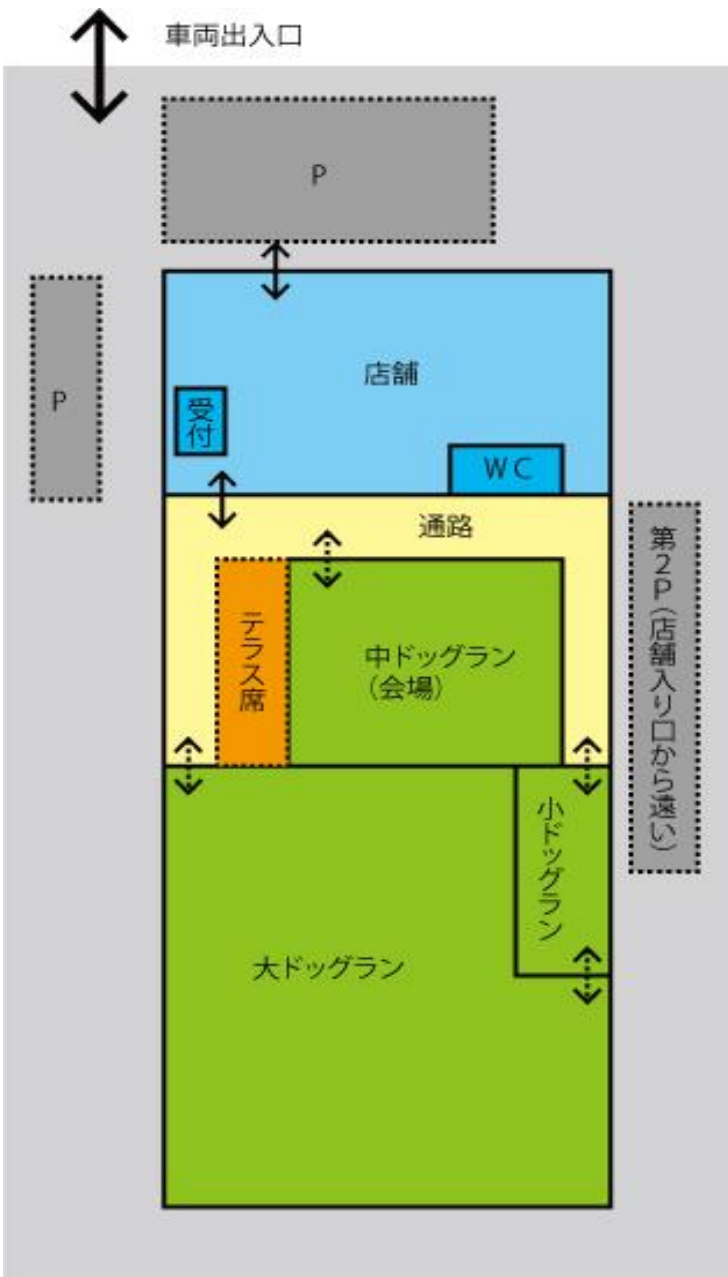 車両出入口
P
P
店舗
受付
WC
通路
テラス席
中ドッグラン
(会場)
第2P(店舗入り口から遠い)
小ドッグラン
大ドッグラン